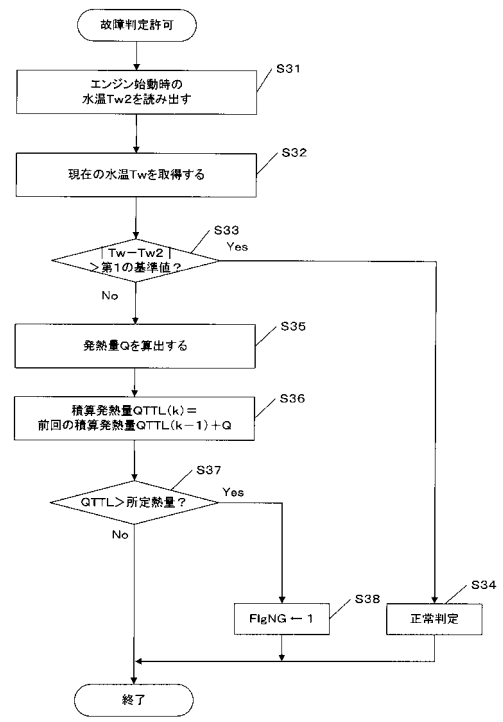 故障判定許可
S31
エンジン始動時の
水温Tw2を読み出す
S32
現在の水温Twを取得する
S33
|Tw－Tw2|
＞第1の基準値？
Yes
No
S35
発熱量Qを算出する
S36
積算発熱量QTTL(k)＝
前回の積算発熱量QTTL(k－1)＋Q
S37
QTTL＞所定熱量？
Yes
No
S38
FlgNG ← 1
S34
正常判定
終了